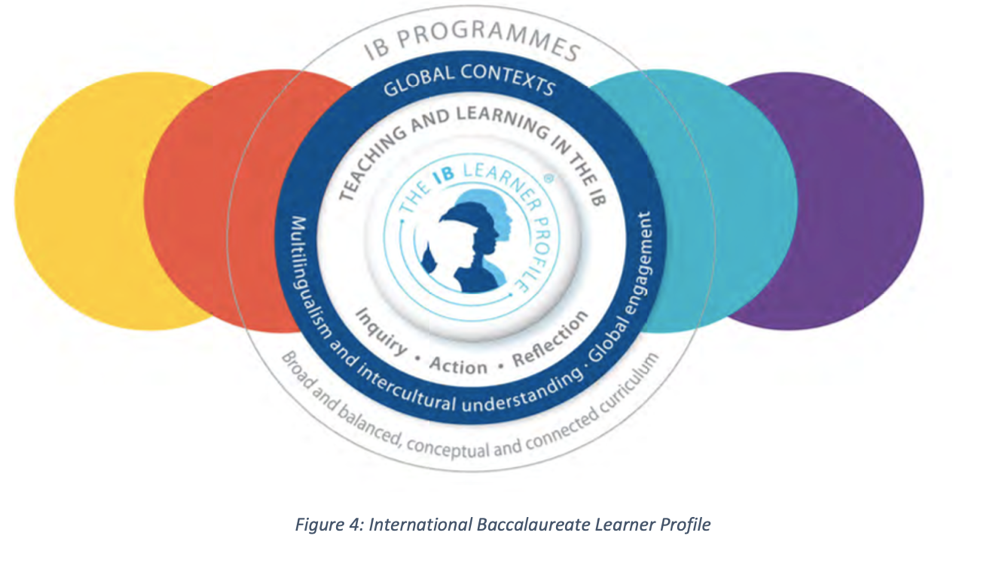 IB PROGRAMMES
GLOBAL CONTEXTS
TEACHING AND LEARNING IN THE IB
THE IB LEARNER PROFILE
®
Inquiry • Action • Reflection
Multilingualism and intercultural understanding · Global engagement
Broad and balanced, conceptual and connected curriculum
Figure 4: International Baccalaureate Learner Profile